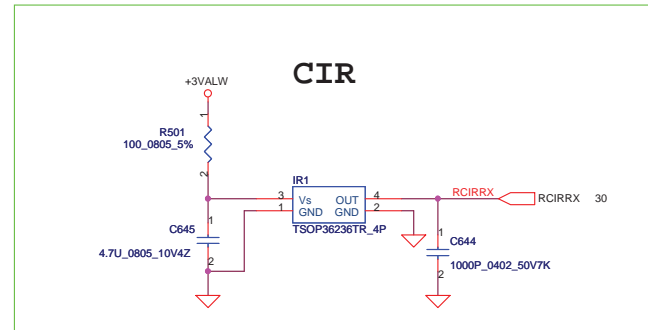 CIR
+3VALW
1
R501
100_0805_5%
2
IR1
3 Vs OUT 4
1 GND GND 2
TSOP36236TR_4P
RCIRRX
RCIRRX 30
1
C645
4.7U_0805_10V4Z
2
1
C644
1000P_0402_50V7K
2